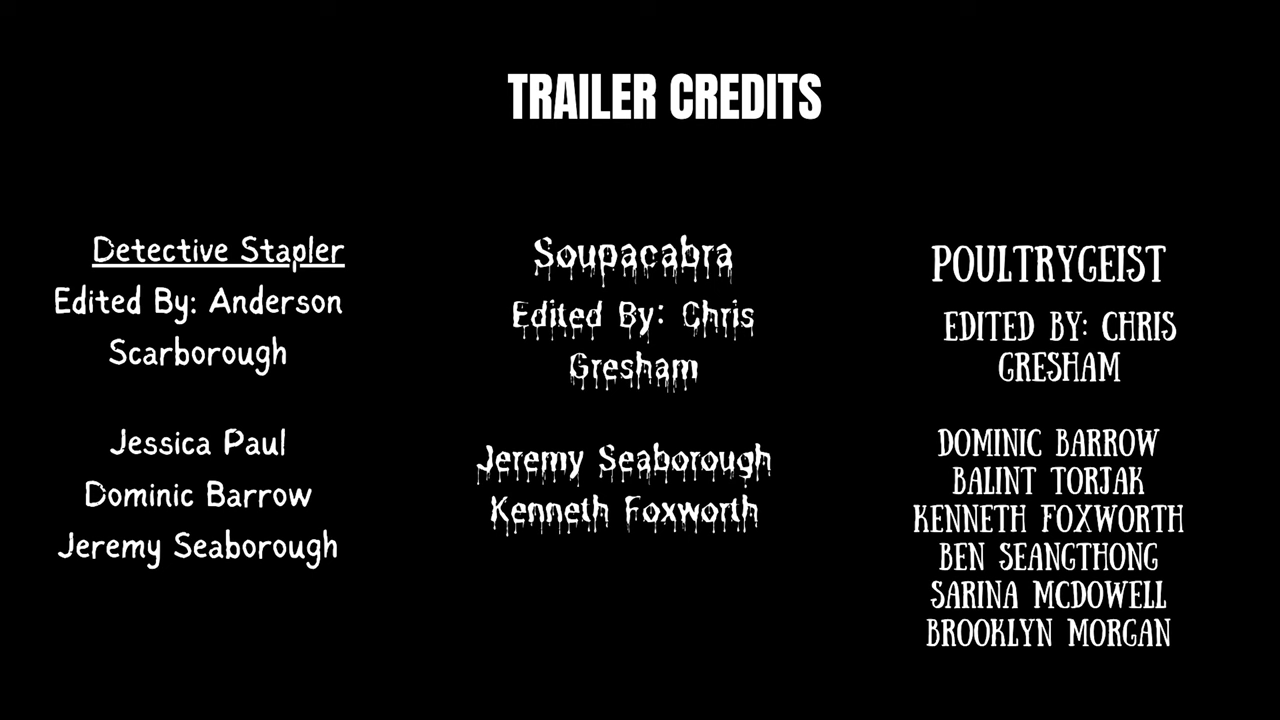 TRAILER CREDITS
Detective Stapler
Edited By: Anderson
Scarborough
Jessica Paul
Dominic Barrow
Jeremy Seaborough
Soupacabra
Edited By: Chris
Gresham
Jeremy Seaborough
Kenneth Foxworth
POULTRYGEIST
EDITED BY: CHRIS
GRESHAM
DOMINIC BARROW
BALINT TORJAK
KENNETH FOXWORTH
BEN SEANGTHONG
SARINA MCDOWELL
BROOKLYN MORGAN